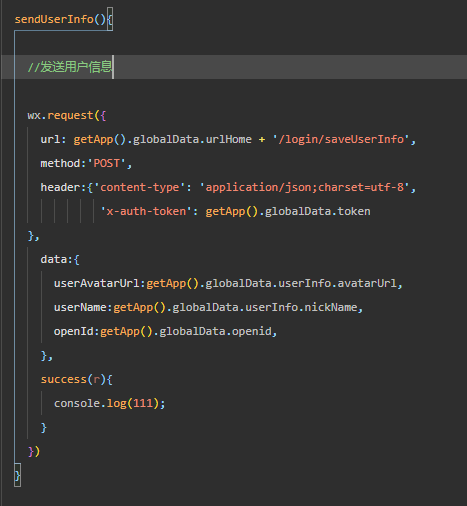 sendUserInfo(){
//发送用户信息
wx.request({
url: getApp().globalData.urlHome + '/login/saveUserInfo',
method:'POST',
header:{'content-type': 'application/json;charset=utf-8',
'x-auth-token': getApp().globalData.token
},
data:{
userAvatarUrl:getApp().globalData.userInfo.avatarUrl,
userName:getApp().globalData.userInfo.nickName,
openId:getApp().globalData.openid,
},
success(r){
console.log(111);
}
})
}